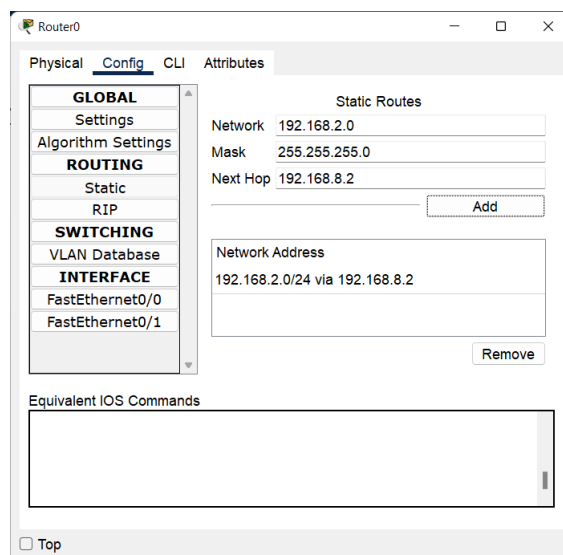 Router0
Physical Config CLI Attributes
GLOBAL
Settings
Algorithm Settings
ROUTING
Static
RIP
SWITCHING
VLAN Database
INTERFACE
FastEthernet0/0
FastEthernet0/1
Static Routes
Network 192.168.2.0
Mask 255.255.255.0
Next Hop 192.168.8.2
Add
Network Address
192.168.2.0/24 via 192.168.8.2
Remove
Equivalent IOS Commands
Top